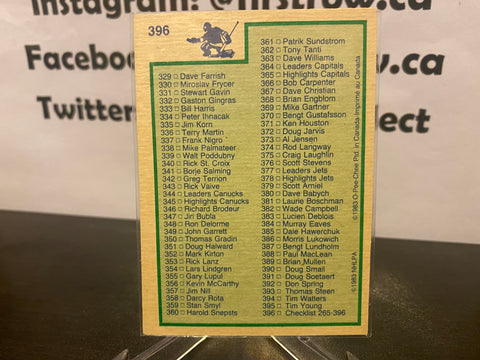 Instagram: @firstrow.ca
Facebook
row.ca
Twitter
ect
396
329 □ Dave Farrish
330 □ Miroslav Frycer
331 □ Stewart Gavin
332 □ Gaston Gingras
333 □ Bill Harris
334 □ Peter Ihnacak
335 □ Jim Korn
336 □ Terry Martin
337 □ Frank Nigro
338 □ Mike Palmateer
339 □ Walt Poddubny
340 □ Rick St. Croix
341 □ Borje Salming
342 □ Greg Terrion
343 □ Rick Vaive
344 □ Leaders Canucks
345 □ Highlights Canucks
346 □ Richard Brodeur
347 □ Jiri Bubla
348 □ Ron Delorme
349 □ John Garrett
350 □ Thomas Gradin
351 □ Doug Halward
352 □ Mark Kirton
353 □ Rick Lanz
354 □ Lars Lindgren
355 □ Gary Lupul
356 □ Kevin McCarthy
357 □ Jim Nill
358 □ Darcy Rota
359 □ Stan Smyl
360 □ Harold Snepsts
361 □ Patrik Sundstrom
362 □ Tony Tanti
363 □ Dave Williams
364 □ Leaders Capitals
365 □ Highlights Capitals
366 □ Bob Carpenter
367 □ Dave Christian
368 □ Brian Engblom
369 □ Mike Gartner
370 □ Bengt Gustafsson
371 □ Ken Houston
372 □ Doug Jarvis
373 □ Al Jensen
374 □ Rod Langway
375 □ Craig Laughlin
376 □ Scott Stevens
377 □ Leaders Jets
378 □ Highlights Jets
379 □ Scott Arniel
380 □ Dave Babych
381 □ Laurie Boschman
382 □ Wade Campbell
383 □ Lucien Deblois
384 □ Murray Eaves
385 □ Dale Hawerchuk
386 □ Morris Lukowich
387 □ Bengt Lundholm
388 □ Paul MacLean
389 □ Brian Mullen
390 □ Doug Small
391 □ Doug Soetaert
392 □ Don Spring
393 □ Thomas Steen
394 □ Tim Watters
395 □ Tim Young
396 □ Checklist 265-396
©1983 NHLPA
©1983 O-Pee-Chee Ptd. in Canada-Imprimé au Canada